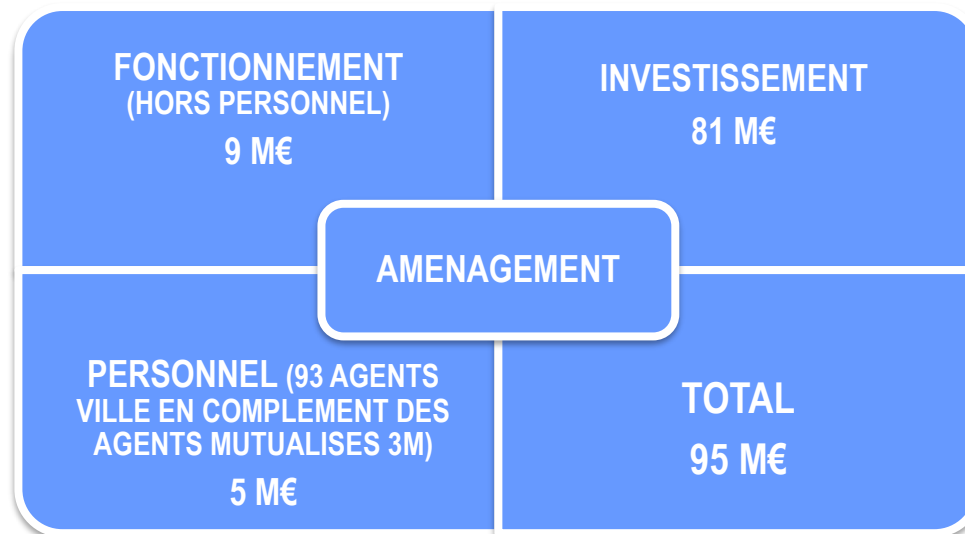 FONCTIONNEMENT
(HORS PERSONNEL)
9 M€
INVESTISSEMENT
81 M€
AMENAGEMENT
PERSONNEL (93 AGENTS
VILLE EN COMPLEMENT DES
AGENTS MUTUALISES 3M)
5 M€
TOTAL
95 M€